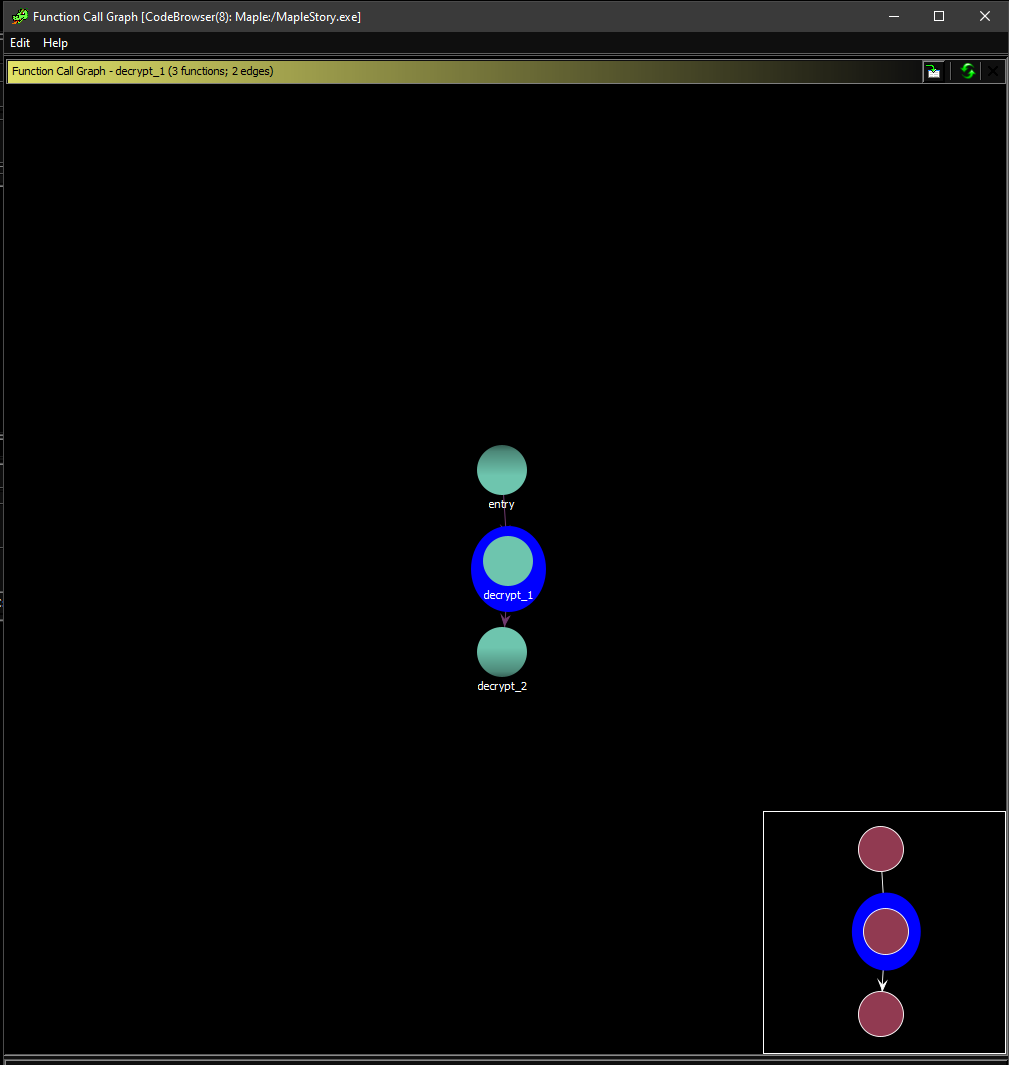 Function Call Graph [CodeBrowser(8): Maple:/MapleStory.exe]
Edit Help
Function Call Graph - decrypt_1 (3 functions; 2 edges)
entry
decrypt_1
decrypt_2